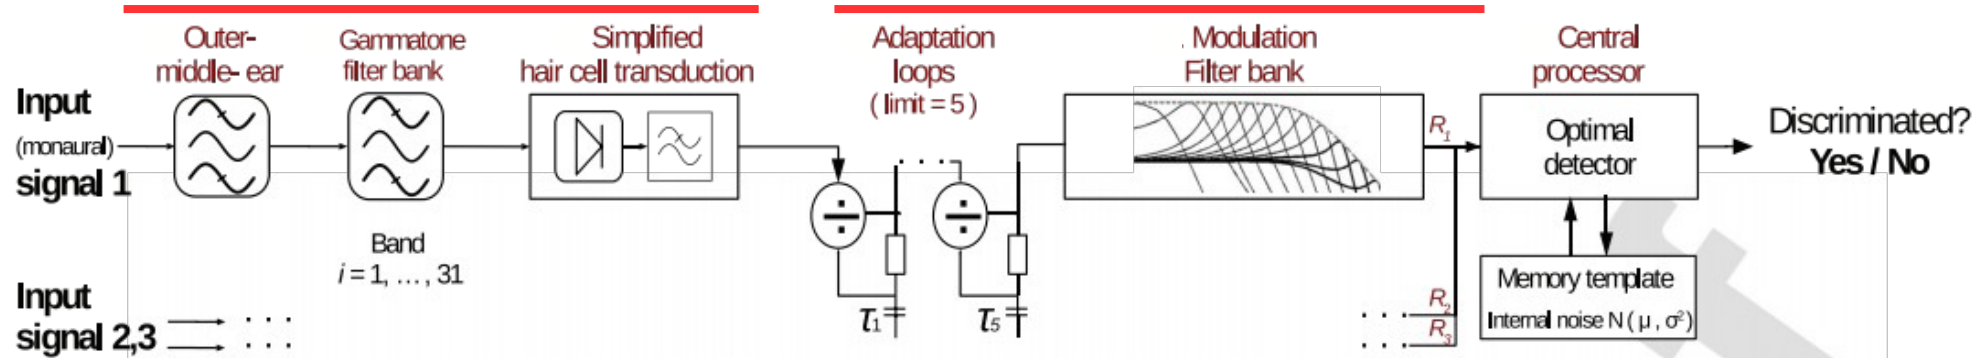 Outer-
middle- ear
Gammatone
filter bank
Simplified
hair cell transduction
Adaptation
loops
( limit = 5 )
. Modulation
Filter bank
Central
processor
Input
(monaural)
signal 1
R1
Optimal
detector
Discriminated?
Yes / No
÷
÷
Band
i = 1, ... , 31
τ1
τ5
Input
signal 2,3
. . .
. . .
. . . .
. . .
. . .
R2
R3
Memory template
Internal noise N ( μ , σ²)